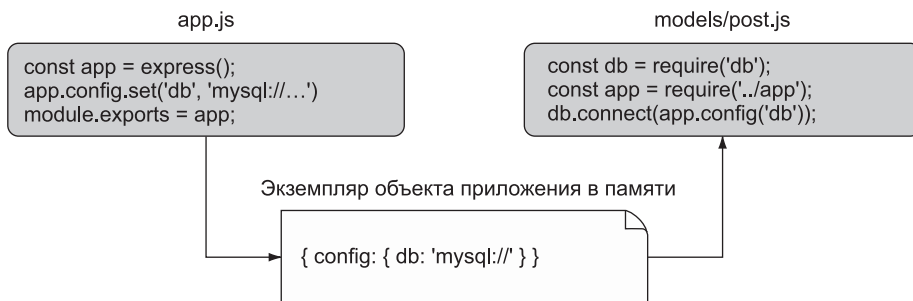 app.js
const app = express();
app.config.set('db', 'mysql://…')
module.exports = app;
models/post.js
const db = require('db');
const app = require('../app');
db.connect(app.config('db'));
Экземпляр объекта приложения в памяти
{ config: { db: 'mysql://' } }